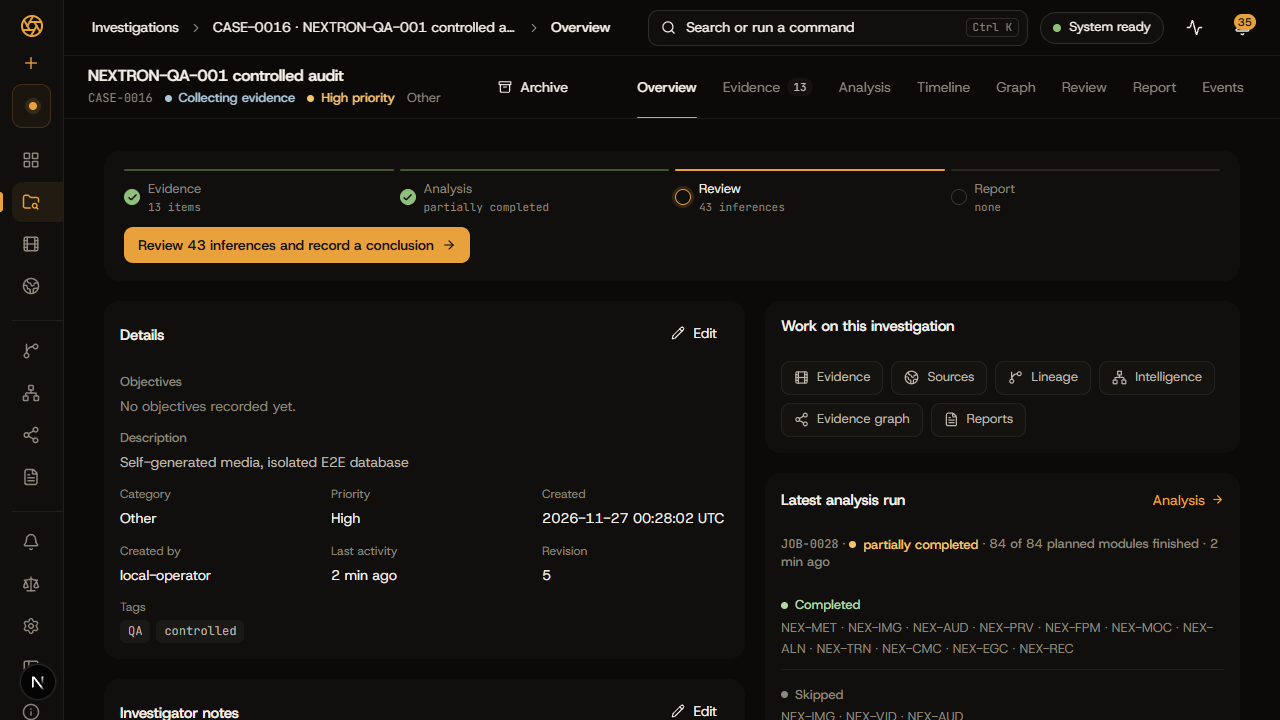 Investigations > CASE-0016 · NEXTRON-QA-001 controlled a... > Overview
Search or run a command Ctrl K
System ready
35
NEXTRON-QA-001 controlled audit
CASE-0016 Collecting evidence High priority Other
Archive
Overview Evidence 13 Analysis Timeline Graph Review Report Events
Evidence
13 items
Analysis
partially completed
Review
43 inferences
Report
none
Review 43 inferences and record a conclusion →
Details
Edit
Objectives
No objectives recorded yet.
Description
Self-generated media, isolated E2E database
Category Priority Created
Other High 2026-11-27 00:28:02 UTC
Created by Last activity Revision
local-operator 2 min ago 5
Tags
QA controlled
Investigator notes
Edit
Work on this investigation
Evidence Sources Lineage Intelligence
Evidence graph Reports
Latest analysis run
Analysis →
JOB-0028 · partially completed · 84 of 84 planned modules finished · 2
min ago
Completed
NEX-MET · NEX-IMG · NEX-AUD · NEX-PRV · NEX-FPM · NEX-MOC · NEX-
ALN · NEX-TRN · NEX-CMC · NEX-EGC · NEX-REC
Skipped
NEX-IMG · NEX-VID · NEX-AUD
N